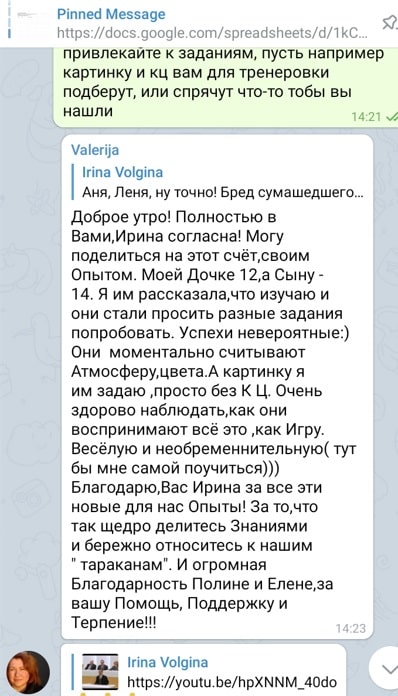 Pinned Message
https://docs.google.com/spreadsheets/d/1kC...
привлекайте к заданиям, пусть например
картинку и кц вам для тренеровки
подберут, или спрячут что-то тобы вы
нашли
14:21
Valerija
Irina Volgina
Аня, Леня, ну точно! Бред сумашедшего...
Доброе утро! Полностью в
Вами,Ирина согласна! Могу
поделиться на этот счёт,своим
Опытом. Моей Дочке 12,а Сыну -
14. Я им рассказала,что изучаю и
они стали просить разные задания
попробовать. Успехи невероятные:)
Они моментально считывают
Атмосферу,цвета.А картинку я
им задаю ,просто без К Ц. Очень
здорово наблюдать,как они
воспринимают всё это ,как Игру.
Весёлую и необременнительную( тут
бы мне самой поучиться)))
Благодарю,Вас Ирина за все эти
новые для нас Опыты! За то,что
так щедро делитесь Знаниями
и бережно относитесь к нашим
" тараканам". И огромная
Благодарность Полине и Елене,за
вашу Помощь, Поддержку и
Терпение!!!
14:23
Irina Volgina
https://youtu.be/hpXNNM_40do